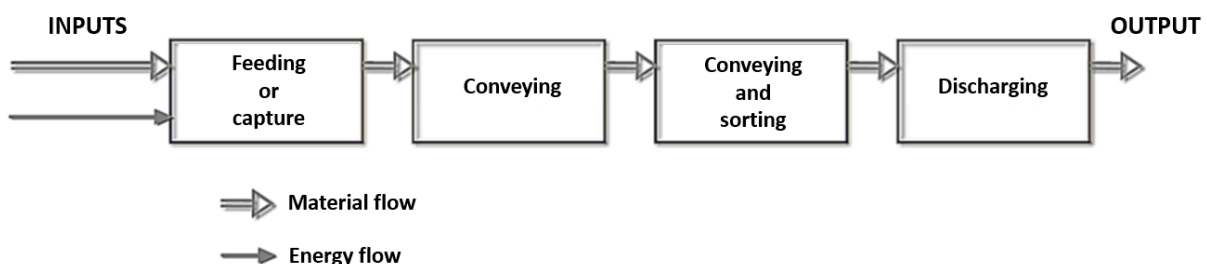 INPUTS
OUTPUT
Feeding
or
capture
Conveying
Conveying
and
sorting
Discharging
Material flow
Energy flow